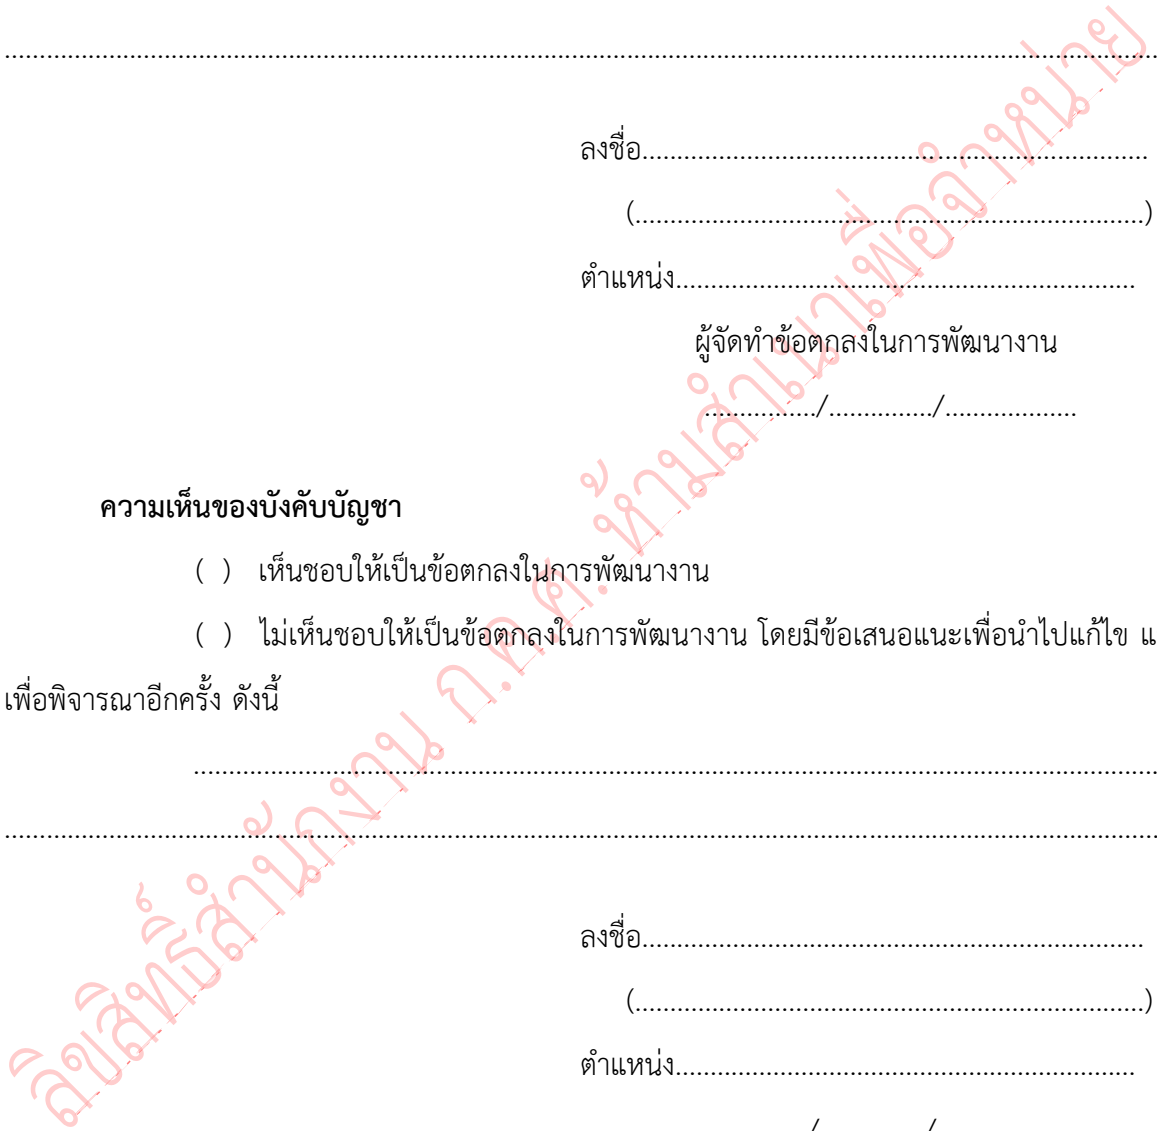 ................................................................................................................................................................
ลงชื่อ........................................................................
(.........................................................................)
ตำแหน่ง.................................................................
ผู้จัดทำข้อตกลงในการพัฒนางาน
................/.............../...................
ความเห็นของบังคับบัญชา
( ) เห็นชอบให้เป็นข้อตกลงในการพัฒนางาน
( ) ไม่เห็นชอบให้เป็นข้อตกลงในการพัฒนางาน โดยมีข้อเสนอแนะเพื่อนำไปแก้ไข แ
เพื่อพิจารณาอีกครั้ง ดังนี้
..........................................................................................................................................
................................................................................................................................................................
ลงชื่อ........................................................................
(.........................................................................)
ตำแหน่ง.................................................................
/ /
ลิขสิทธิ์สำนักงาน ก.ค.ศ. ห้ามสำเนาเพื่อจำหน่าย